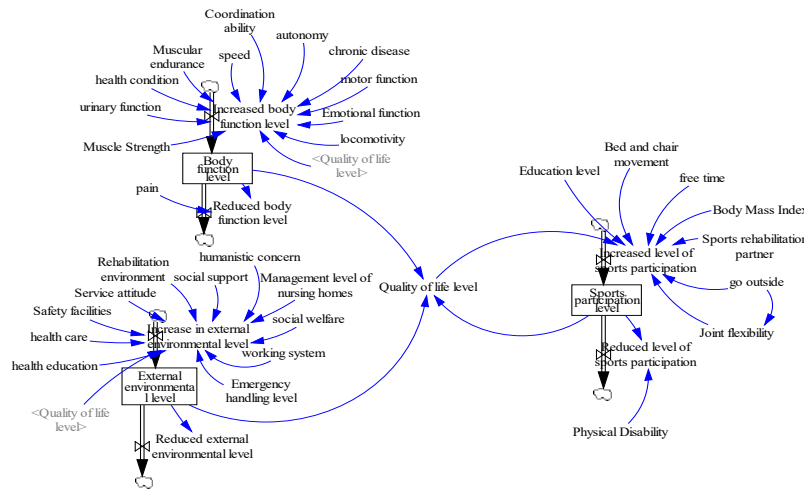 Coordination
ability
autonomy
Muscular
endurance
speed
chronic disease
health condition
motor function
urinary function
Increased body
function level
Emotional function
Muscle Strength
locomotivity
<Quality of life
level>
Body
function level
pain
Reduced body
function level
Bed and chair
movement
Education level
free time
Body Mass Index
Sports rehabilitation
partner
Increased level of
sports participation
go outside
Sports
participation
level
Joint flexibility
Reduced level of
sports participation
Physical Disability
Quality of life level
humanistic concern
Rehabilitation
environment
social support
Management level of
nursing homes
Service attitude
Safety facilities
social welfare
Increase in external
environmental level
health care
working system
health education
Emergency
handling level
External
environmenta
l level
<Quality of life
level>
Reduced external
environmental level